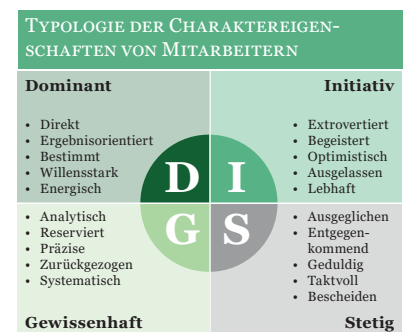 Typologie der Charaktereigen-
schaften von Mitarbeitern
Dominant
• Direkt
• Ergebnisorientiert
• Bestimmt
• Willensstark
• Energisch
Initiativ
• Extrovertiert
• Begeistert
• Optimistisch
• Ausgelassen
• Lebhaft
D I
G S
• Analytisch
• Reserviert
• Präzise
• Zurückgezogen
• Systematisch
Gewissenhaft
• Ausgeglichen
• Entgegen-
kommend
• Geduldig
• Taktvoll
• Bescheiden
Stetig